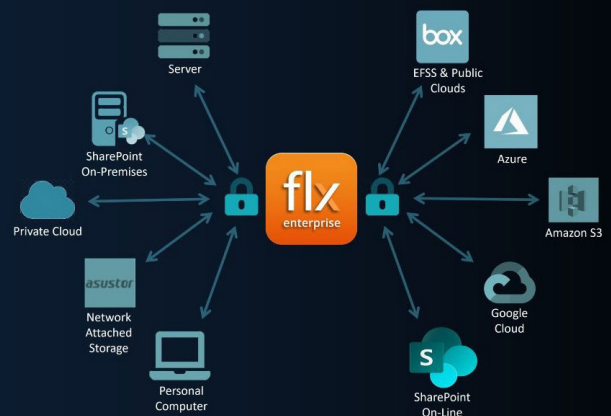 Server
SharePoint
On-Premises
S
Private Cloud
asustor
Network
Attached
Storage
Personal
Computer
flx
enterprise
box
EFSS & Public
Clouds
Azure
Amazon S3
Google
Cloud
S
SharePoint
On-Line